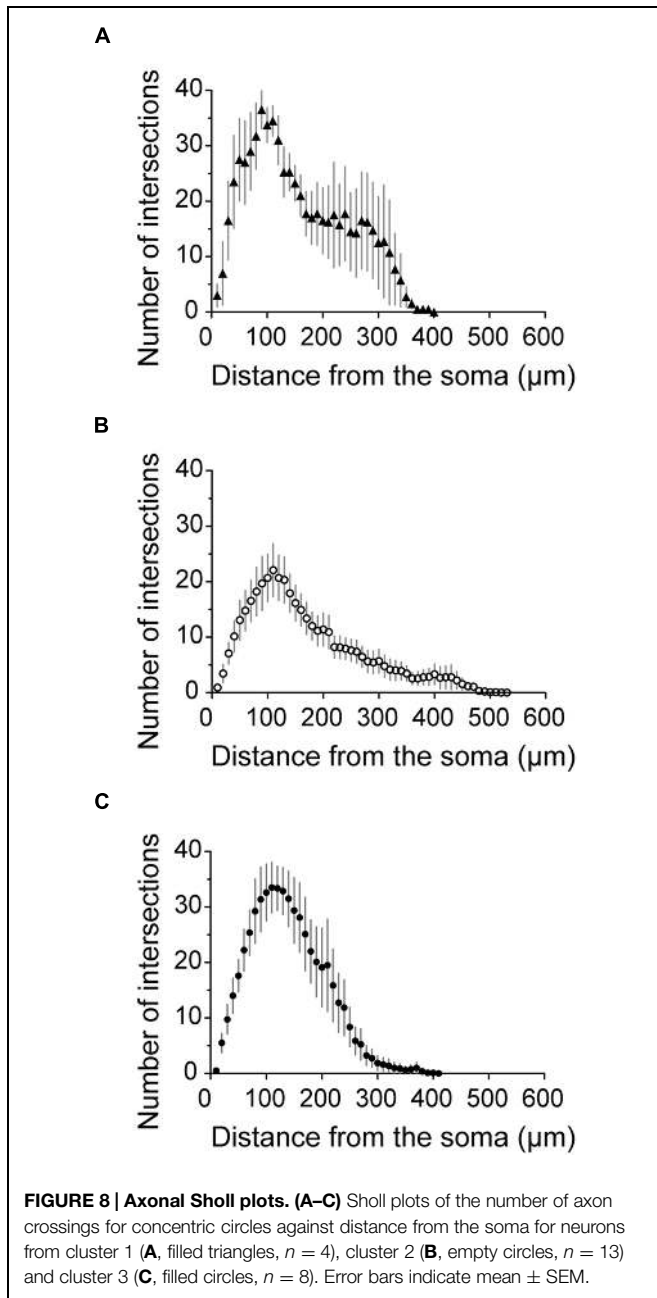 A
40
30
20
10
0
Number of intersections
0 100 200 300 400 500 600
Distance from the soma (µm)
B
40
30
20
10
0
Number of intersections
0 100 200 300 400 500 600
Distance from the soma (µm)
C
40
30
20
10
0
Number of intersections
0 100 200 300 400 500 600
Distance from the soma (µm)
FIGURE 8 | Axonal Sholl plots. (A–C) Sholl plots of the number of axon
crossings for concentric circles against distance from the soma for neurons
from cluster 1 (A, filled triangles, n = 4), cluster 2 (B, empty circles, n = 13)
and cluster 3 (C, filled circles, n = 8). Error bars indicate mean ± SEM.